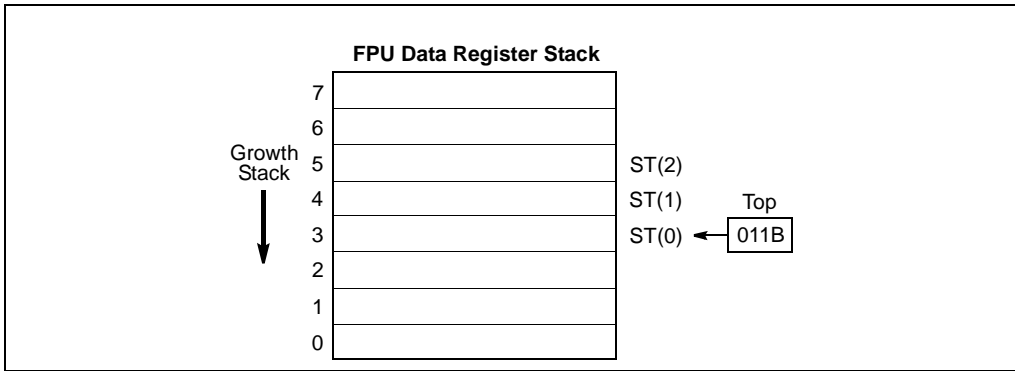 FPU Data Register Stack
7
6
Growth
Stack
5
ST(2)
4
ST(1)
Top
3
ST(0)
011B
2
1
0